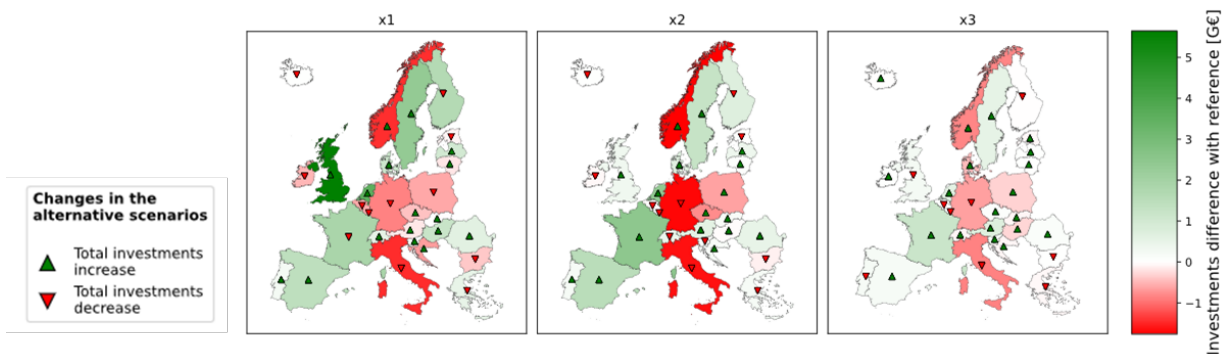 x1
x2
x3
Changes in the
alternative scenarios
Total investments
increase
Total investments
decrease
5
4
3
2
1
0
−1
Investments difference with reference [G€]